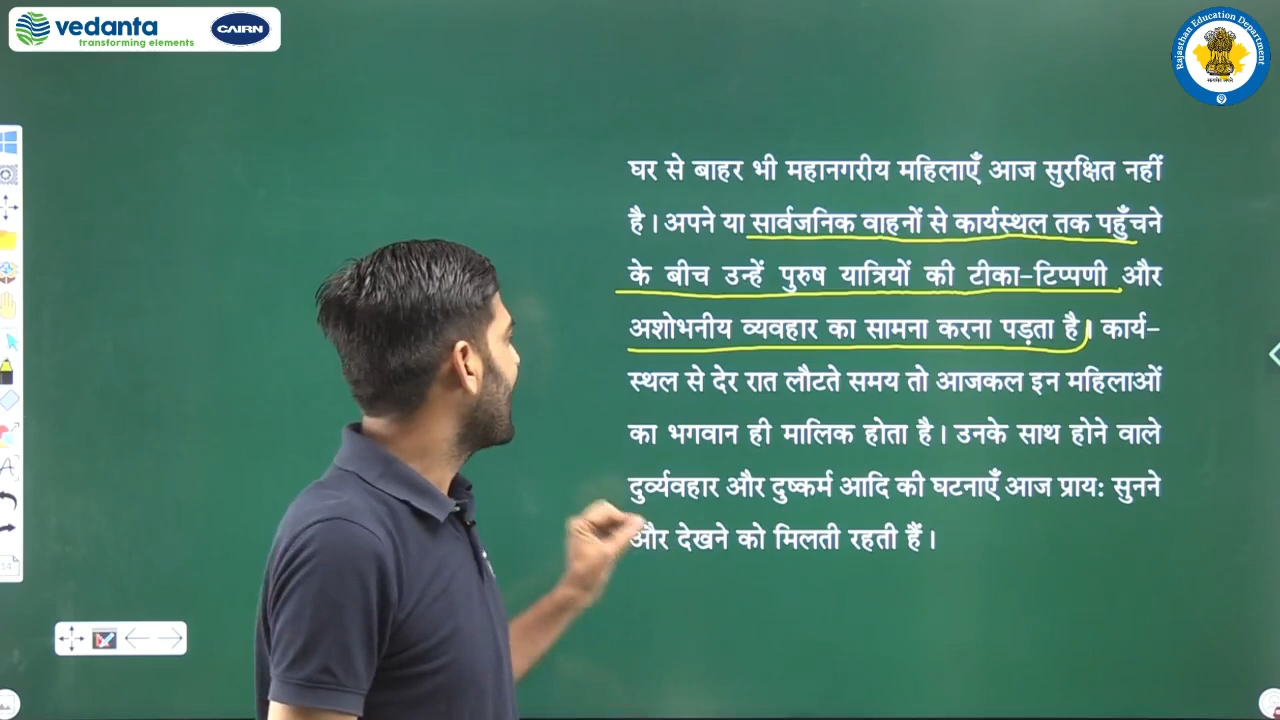 vedanta
transforming elements
CAIRN
Rajasthan Education Department
घर से बाहर भी महानगरीय महिलाएँ आज सुरक्षित नहीं
है। अपने या सार्वजनिक वाहनों से कार्यस्थल तक पहुँचने
के बीच उन्हें पुरुष यात्रियों की टीका-टिप्पणी और
अशोभनीय व्यवहार का सामना करना पड़ता है। कार्य-
स्थल से देर रात लौटते समय तो आजकल इन महिलाओं
का भगवान ही मालिक होता है। उनके साथ होने वाले
दुर्व्यवहार और दुष्कर्म आदि की घटनाएँ आज प्राय: सुनने
और देखने को मिलती रहती हैं।